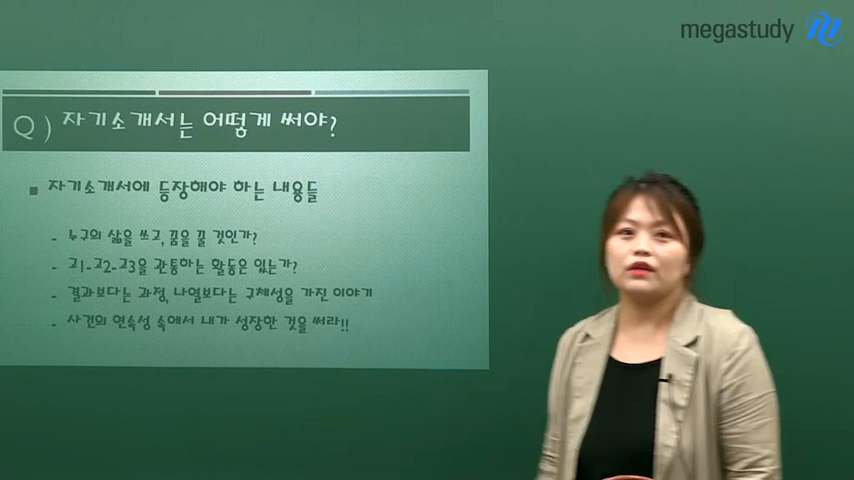 megastudy
Q) 자기소개서는 어떻게 써야?
자기소개서에 등장해야 하는 내용들
- 누구의 삶을 쓰고, 꿈을 꿀 것인가?
- 고1-고2-고3을 관통하는 활동은 있는가?
- 결과보다는 과정, 나열보다는 구체성을 가진 이야기
- 사건의 연속성 속에서 내가 성장한 것을 써라!!